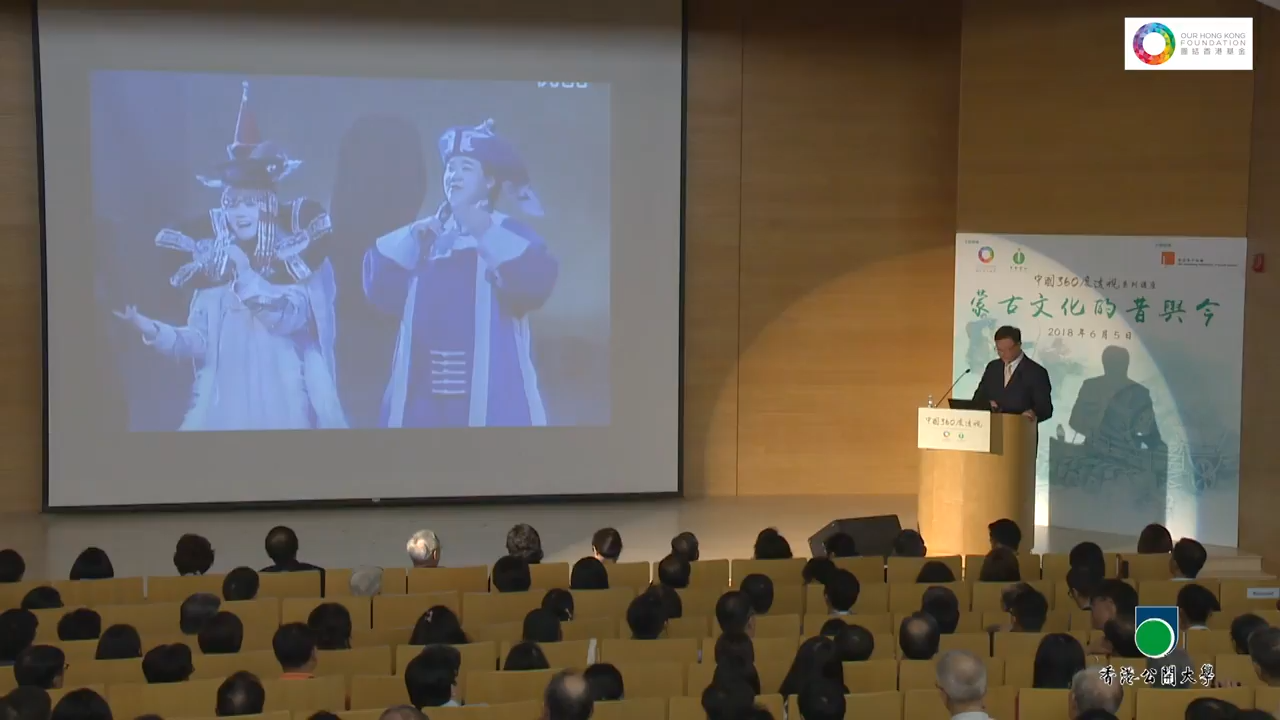 OUR HONG KONG
FOUNDATION
團結香港基金
中國360度透視系列講座
蒙古文化的昔與今
2018年6月5日
中國360度透視
香港公開大學